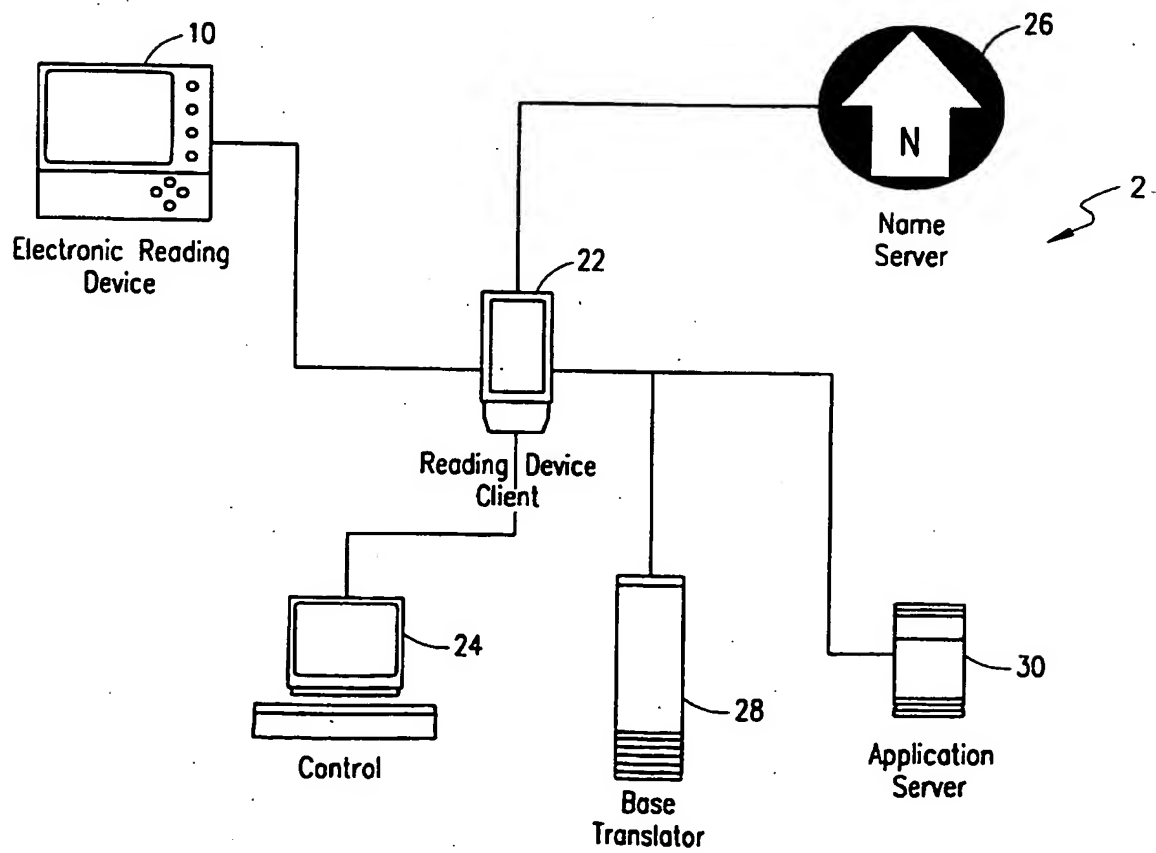 10
26
N
2
Electronic Reading
Device
Name
Server
22
Reading Device
Client
24
Control
28
Base
Translator
30
Application
Server